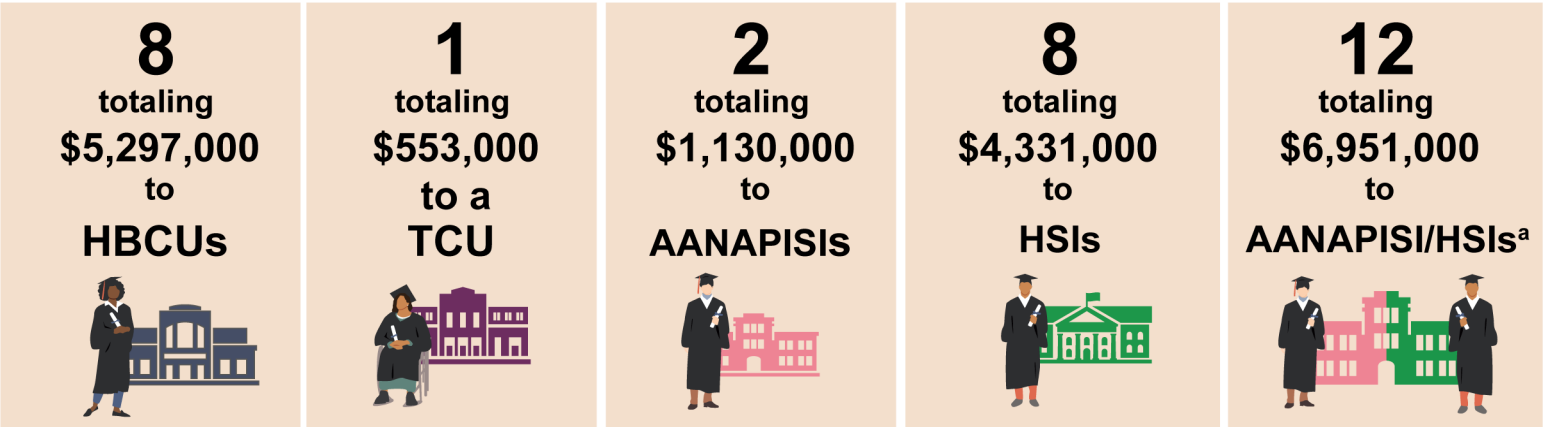 8
totaling
$5,297,000
to
HBCUs
1
totaling
$553,000
to a
TCU
2
totaling
$1,130,000
to
AANAPISIs
8
totaling
$4,331,000
to
HSIs
12
totaling
$6,951,000
to
AANAPISI/HSIsᵃ